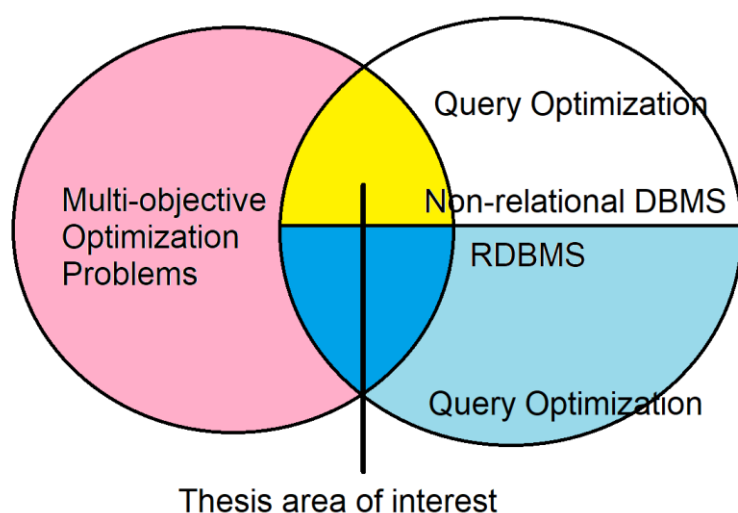 Query Optimization
Multi-objective
Optimization
Problems
Non-relational DBMS
RDBMS
Query Optimization
Thesis area of interest